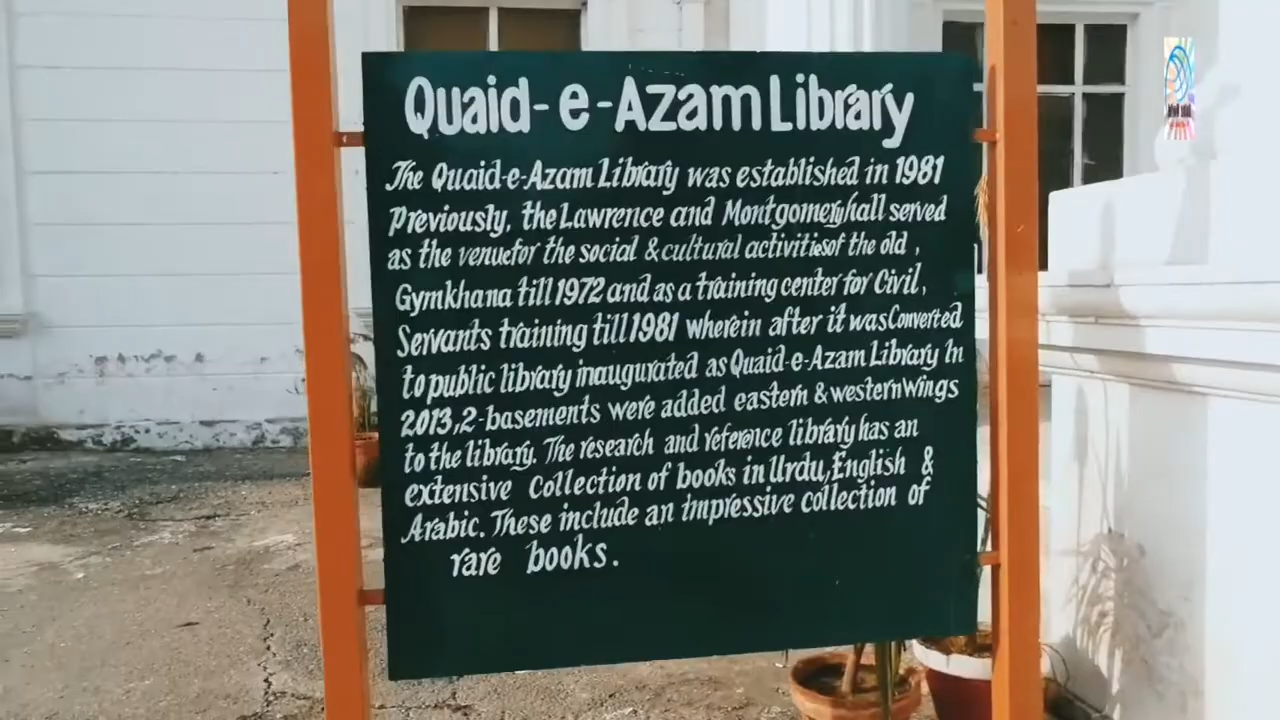 Quaid-e-Azam Library
The Quaid-e-Azam Library was established in 1981
Previously, the Lawrence and Montgomery hall served
as the venue for the social & cultural activities of the old ,
Gymkhana till 1972 and as a training center for Civil,
Servants training till 1981 wherein after it was Converted
to public library inaugurated as Quaid-e-Azam Library In
2013,2-basements were added eastern & western Wings
to the library. The research and reference library has an
extensive Collection of books in Urdu, English &
Arabic. These include an impressive collection of
rare books.